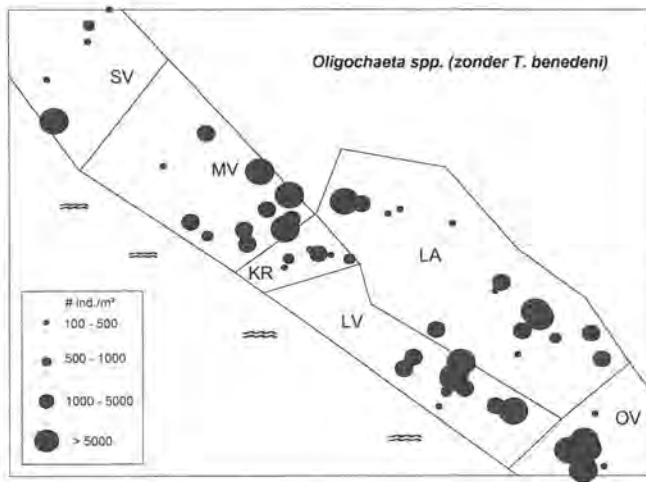 Oligochaeta spp. (zonder T. benedeni)
SV
MV
LA
KR
LV
OV
# ind./m²
100 - 500
500 - 1000
1000 - 5000
> 5000